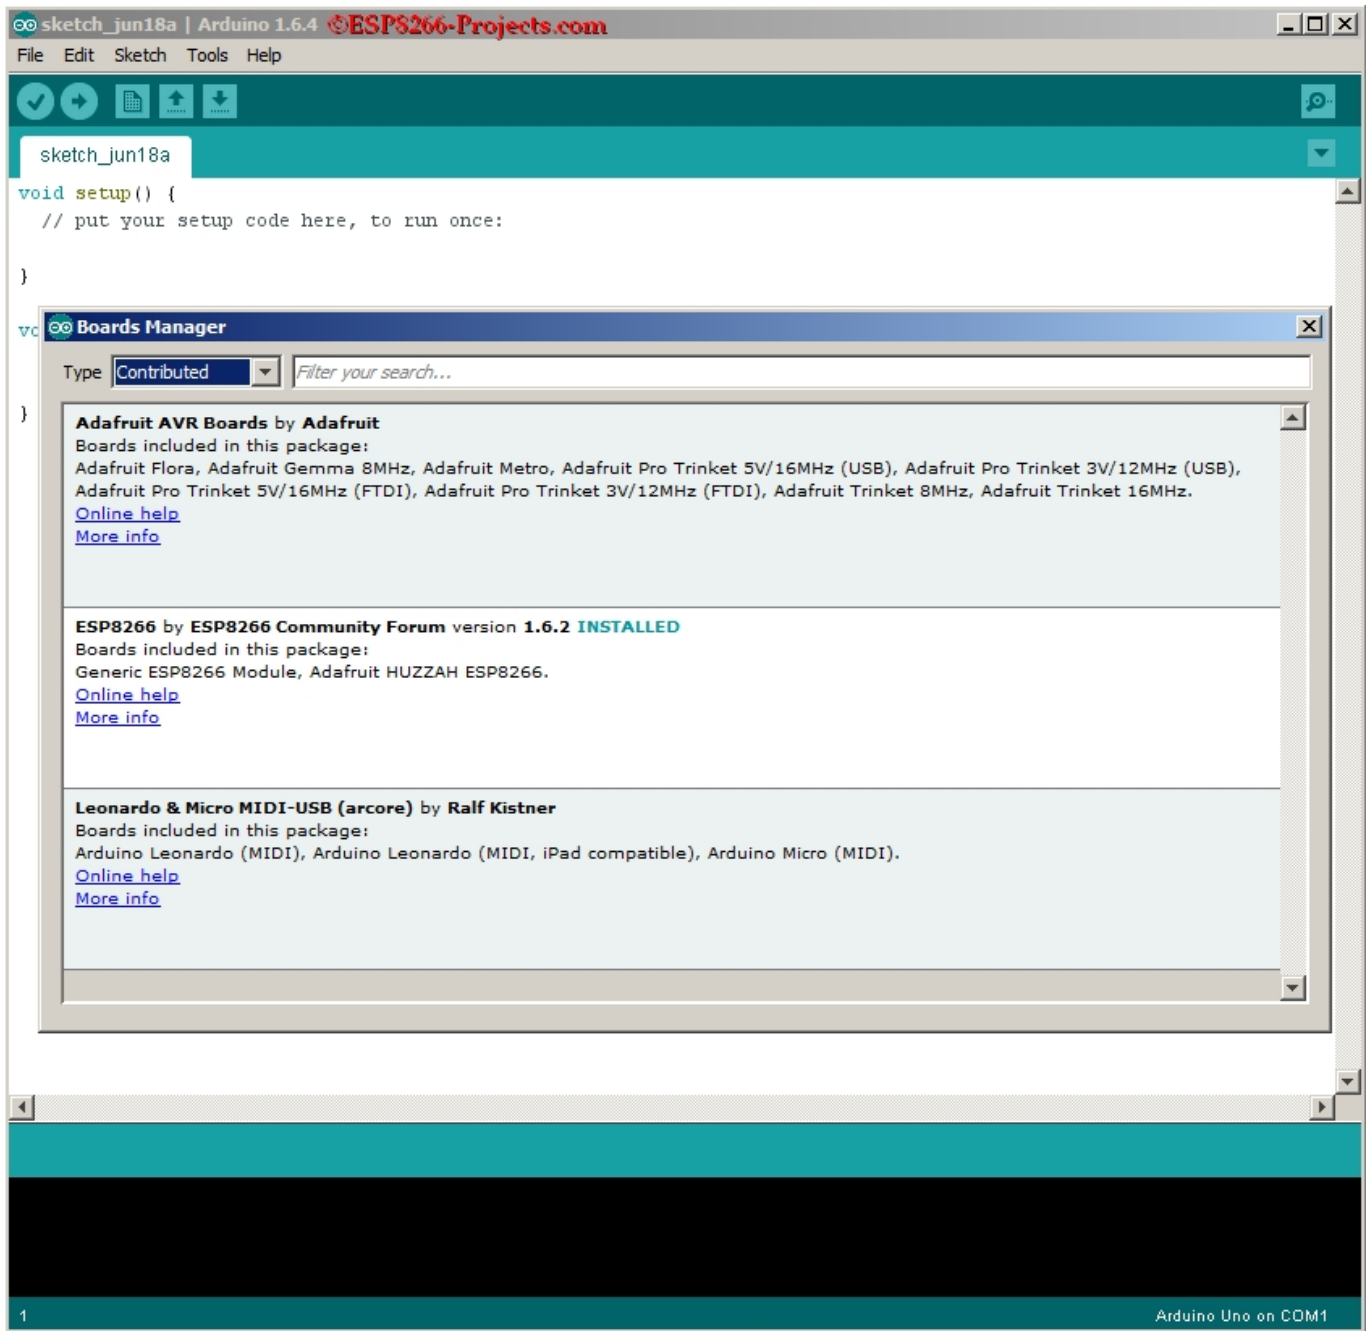 sketch_jun18a | Arduino 1.6.4 ©ESP8266-Projects.com
File Edit Sketch Tools Help
sketch_jun18a
void setup() {
// put your setup code here, to run once:
}
vo
Boards Manager
Type Contributed Filter your search...
}
Adafruit AVR Boards by Adafruit
Boards included in this package:
Adafruit Flora, Adafruit Gemma 8MHz, Adafruit Metro, Adafruit Pro Trinket 5V/16MHz (USB), Adafruit Pro Trinket 3V/12MHz (USB),
Adafruit Pro Trinket 5V/16MHz (FTDI), Adafruit Pro Trinket 3V/12MHz (FTDI), Adafruit Trinket 8MHz, Adafruit Trinket 16MHz.
Online help
More info
ESP8266 by ESP8266 Community Forum version 1.6.2 INSTALLED
Boards included in this package:
Generic ESP8266 Module, Adafruit HUZZAH ESP8266.
Online help
More info
Leonardo & Micro MIDI-USB (arcore) by Ralf Kistner
Boards included in this package:
Arduino Leonardo (MIDI), Arduino Leonardo (MIDI, iPad compatible), Arduino Micro (MIDI).
Online help
More info
1
Arduino Uno on COM1